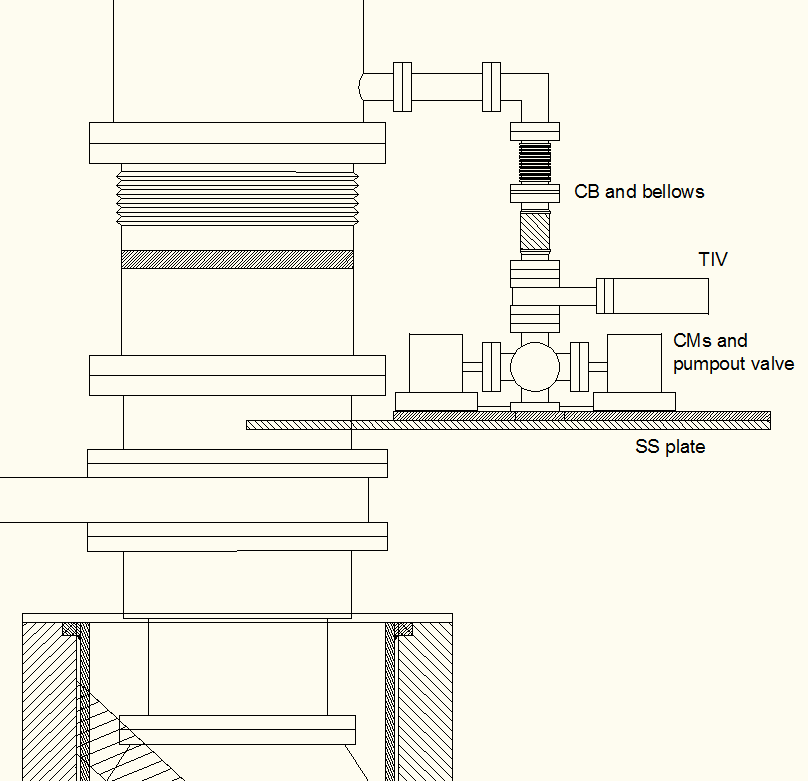 CB and bellows
TIV
CMs and
pumpout valve
SS plate